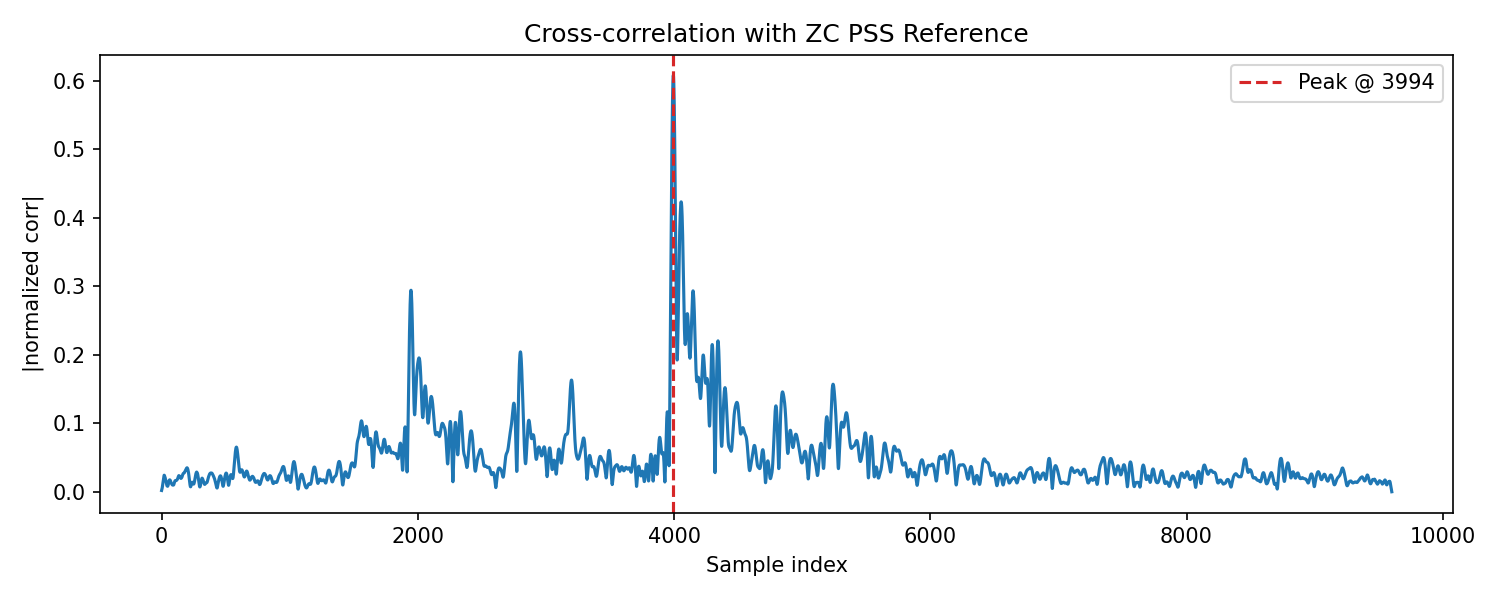 Cross-correlation with ZC PSS Reference
Peak @ 3994
|normalized corr|
0.6
0.5
0.4
0.3
0.2
0.1
0.0
0 2000 4000 6000 8000 10000
Sample index